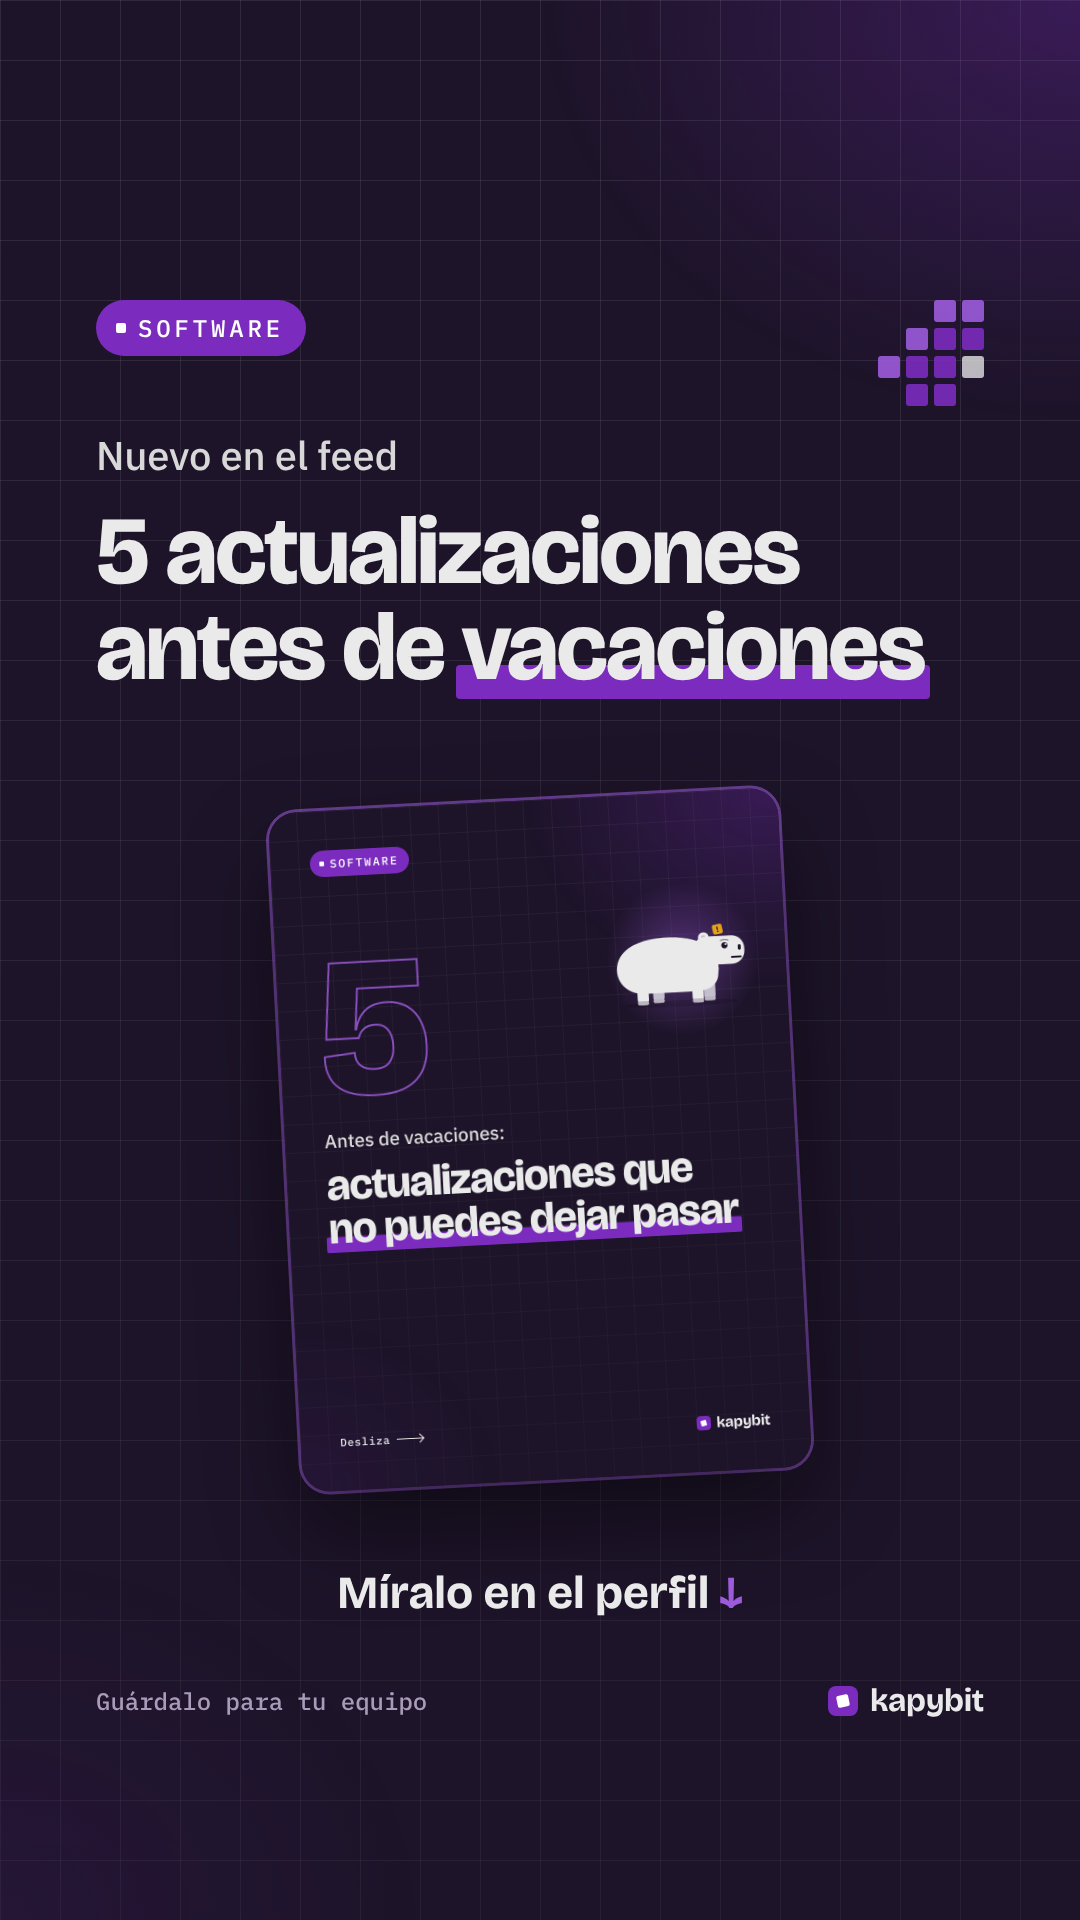 SOFTWARE
Nuevo en el feed
5 actualizaciones
antes de vacaciones
SOFTWARE
!
5
Antes de vacaciones:
actualizaciones que
no puedes dejar pasar
Desliza →
kapybit
Míralo en el perfil ↓
Guárdalo para tu equipo
kapybit